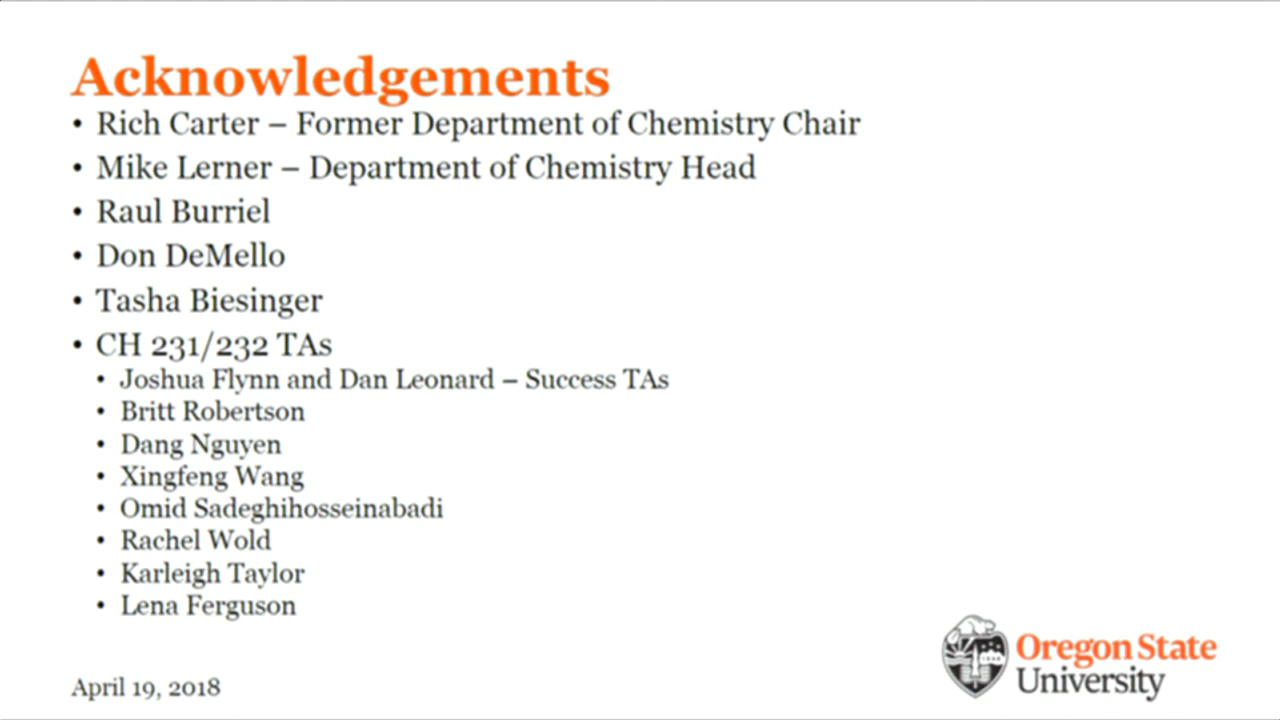 Acknowledgements
• Rich Carter – Former Department of Chemistry Chair
• Mike Lerner – Department of Chemistry Head
• Raul Burriel
• Don DeMello
• Tasha Biesinger
• CH 231/232 TAs
• Joshua Flynn and Dan Leonard – Success TAs
• Britt Robertson
• Dang Nguyen
• Xingfeng Wang
• Omid Sadeghihosseinabadi
• Rachel Wold
• Karleigh Taylor
• Lena Ferguson
April 19, 2018
Oregon State
University